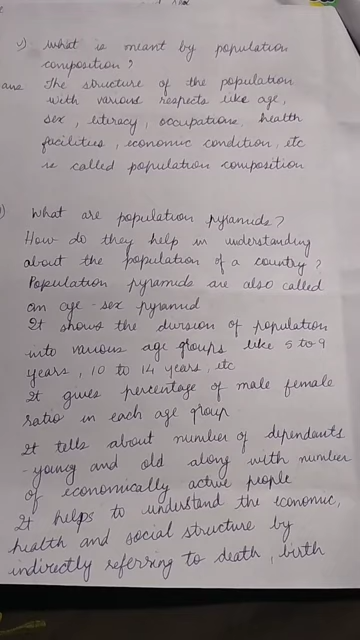 v) What is meant by population
composition?
ans The structure of the population
with various respects like age,
sex, literacy, occupations, health
facilities, economic condition, etc
is called population composition
) What are population pyramids?
How do they help in understanding
about the population of a country?
Population pyramids are also called
an age-sex pyramid
It shows the division of population
into various age groups like 5 to 9
years, 10 to 14 years, etc
It gives percentage of male female
ratio in each age group
It tells about number of dependants
-young and old along with number
of economically active people
It helps to understand the economic,
health and social structure by
indirectly referring to death, birth